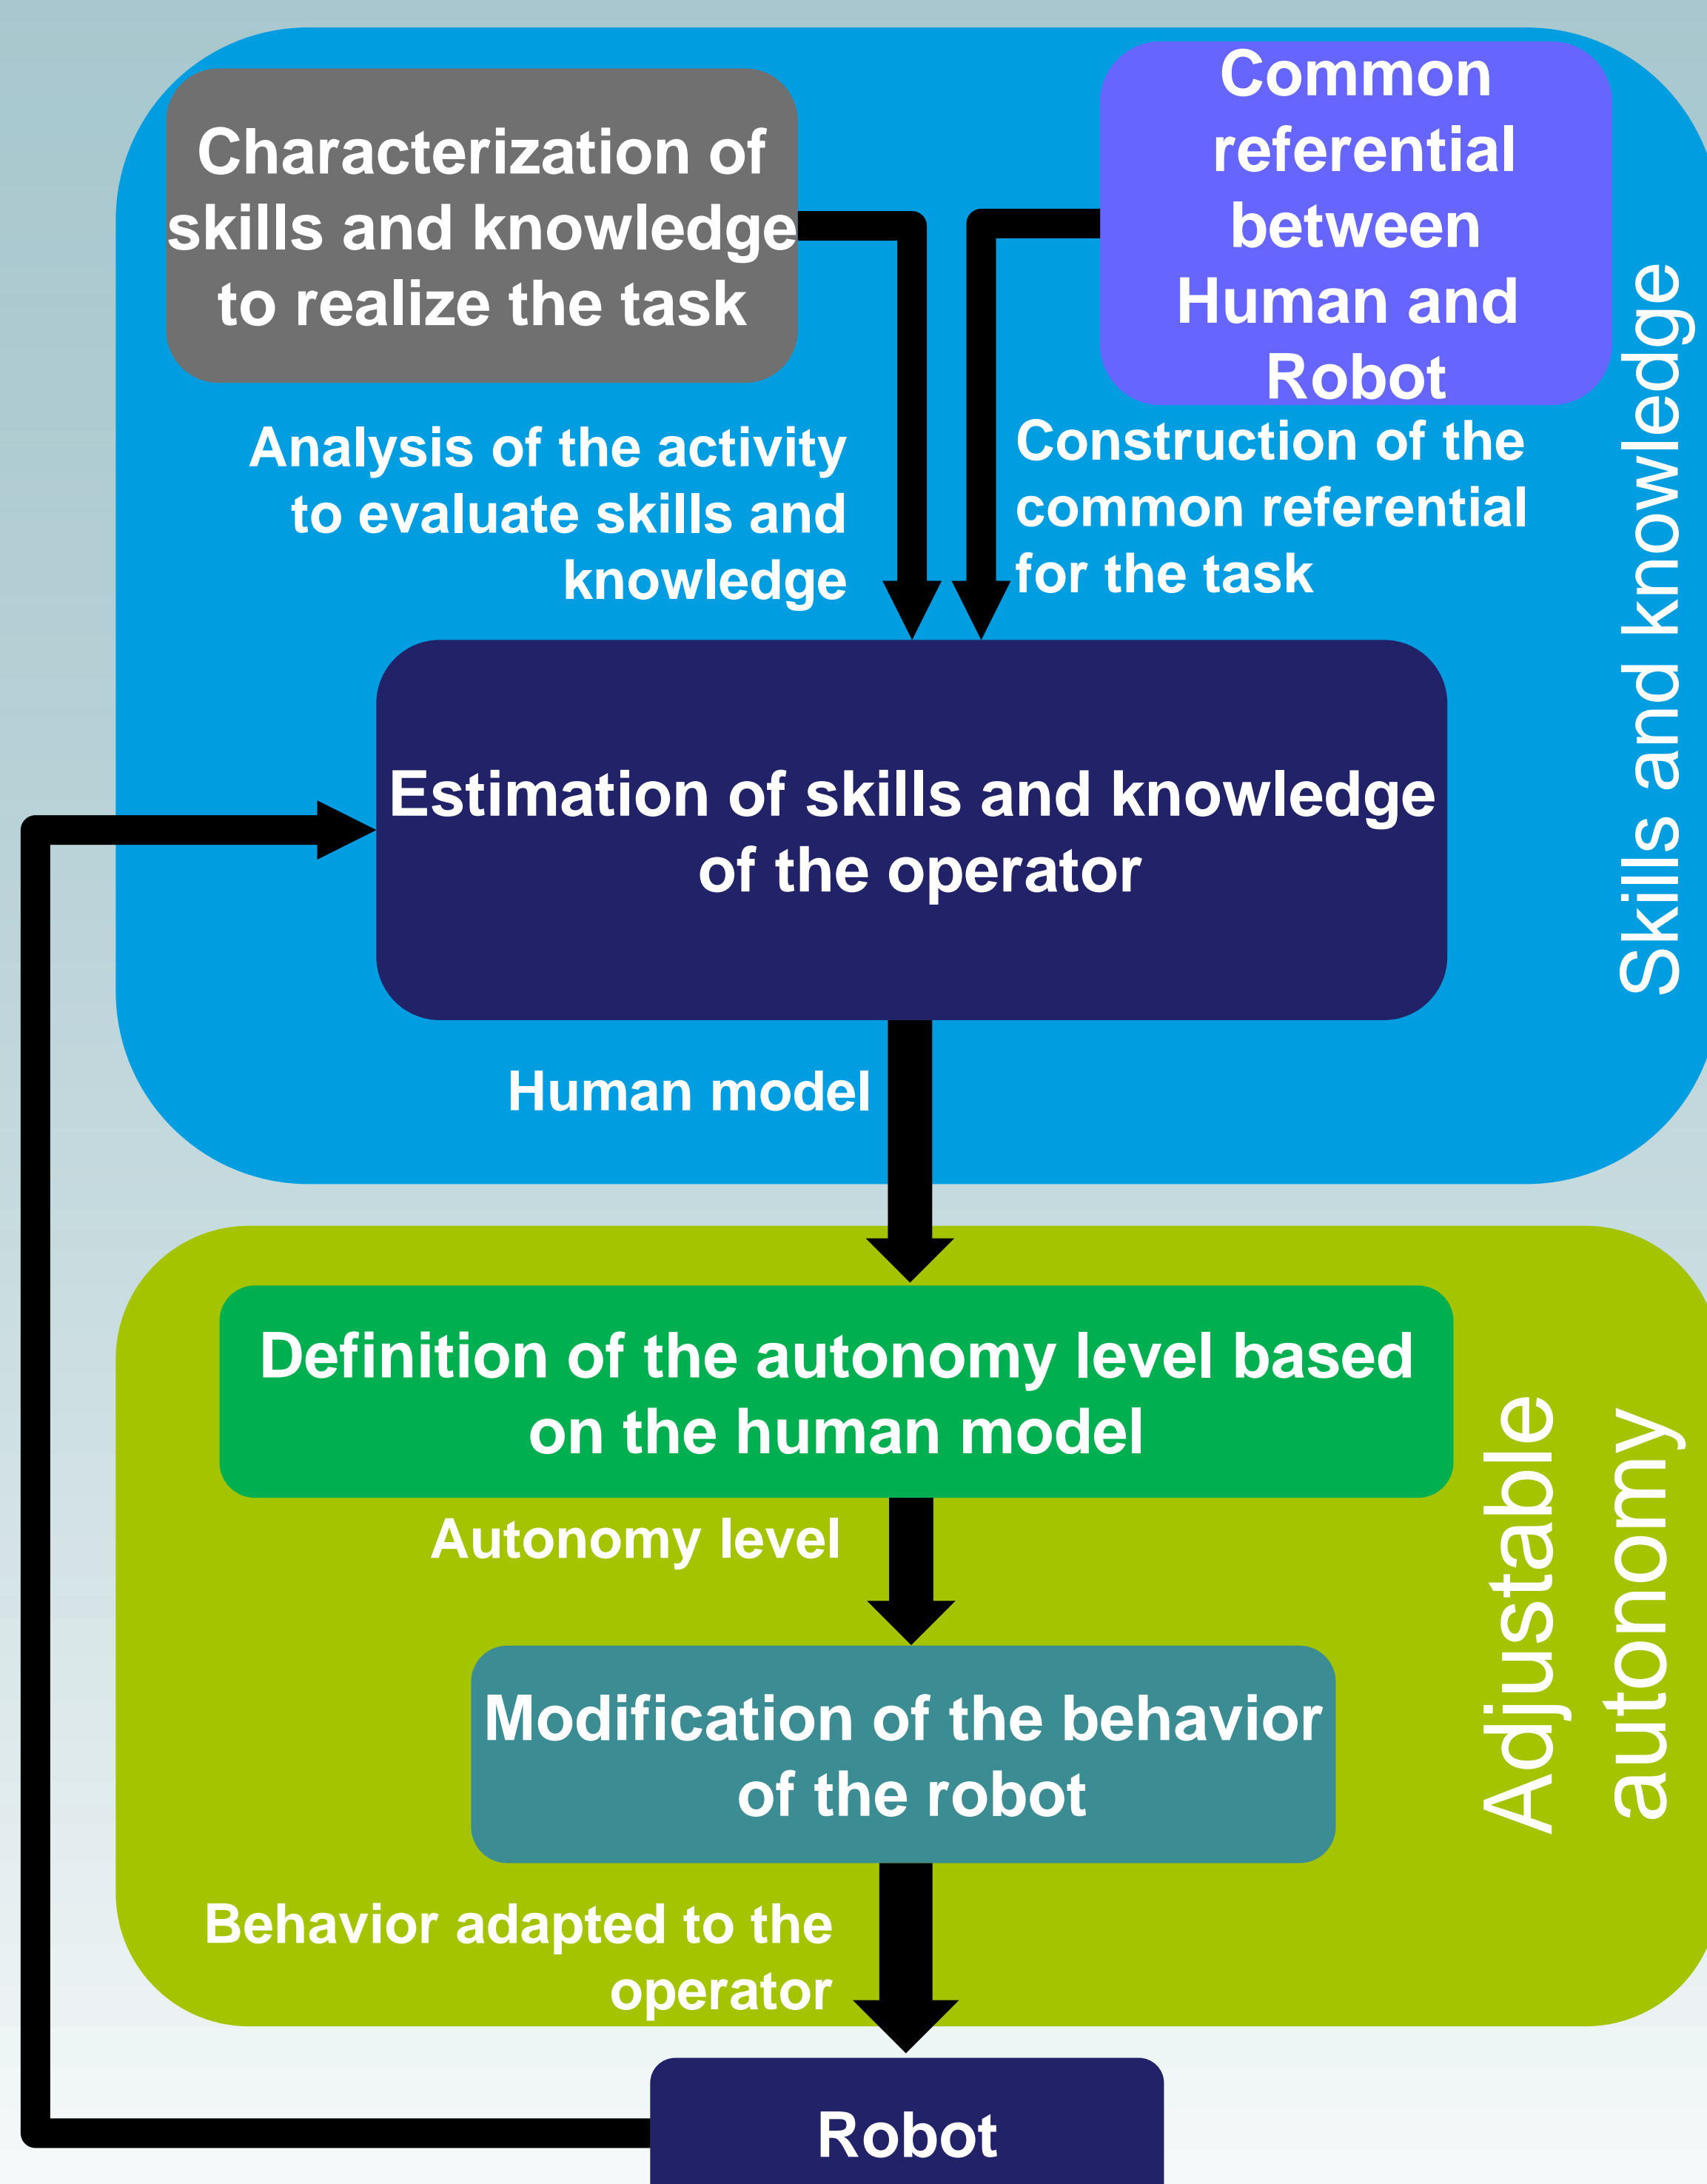 Characterization of
skills and knowledge
to realize the task
Common
referential
between
Human and
Robot
Analysis of the activity
to evaluate skills and
knowledge
Construction of the
common referential
for the task
Estimation of skills and knowledge
of the operator
Human model
Skills and knowledge
Definition of the autonomy level based
on the human model
Autonomy level
Modification of the behavior
of the robot
Behavior adapted to the
operator
Adjustable
autonomy
Robot